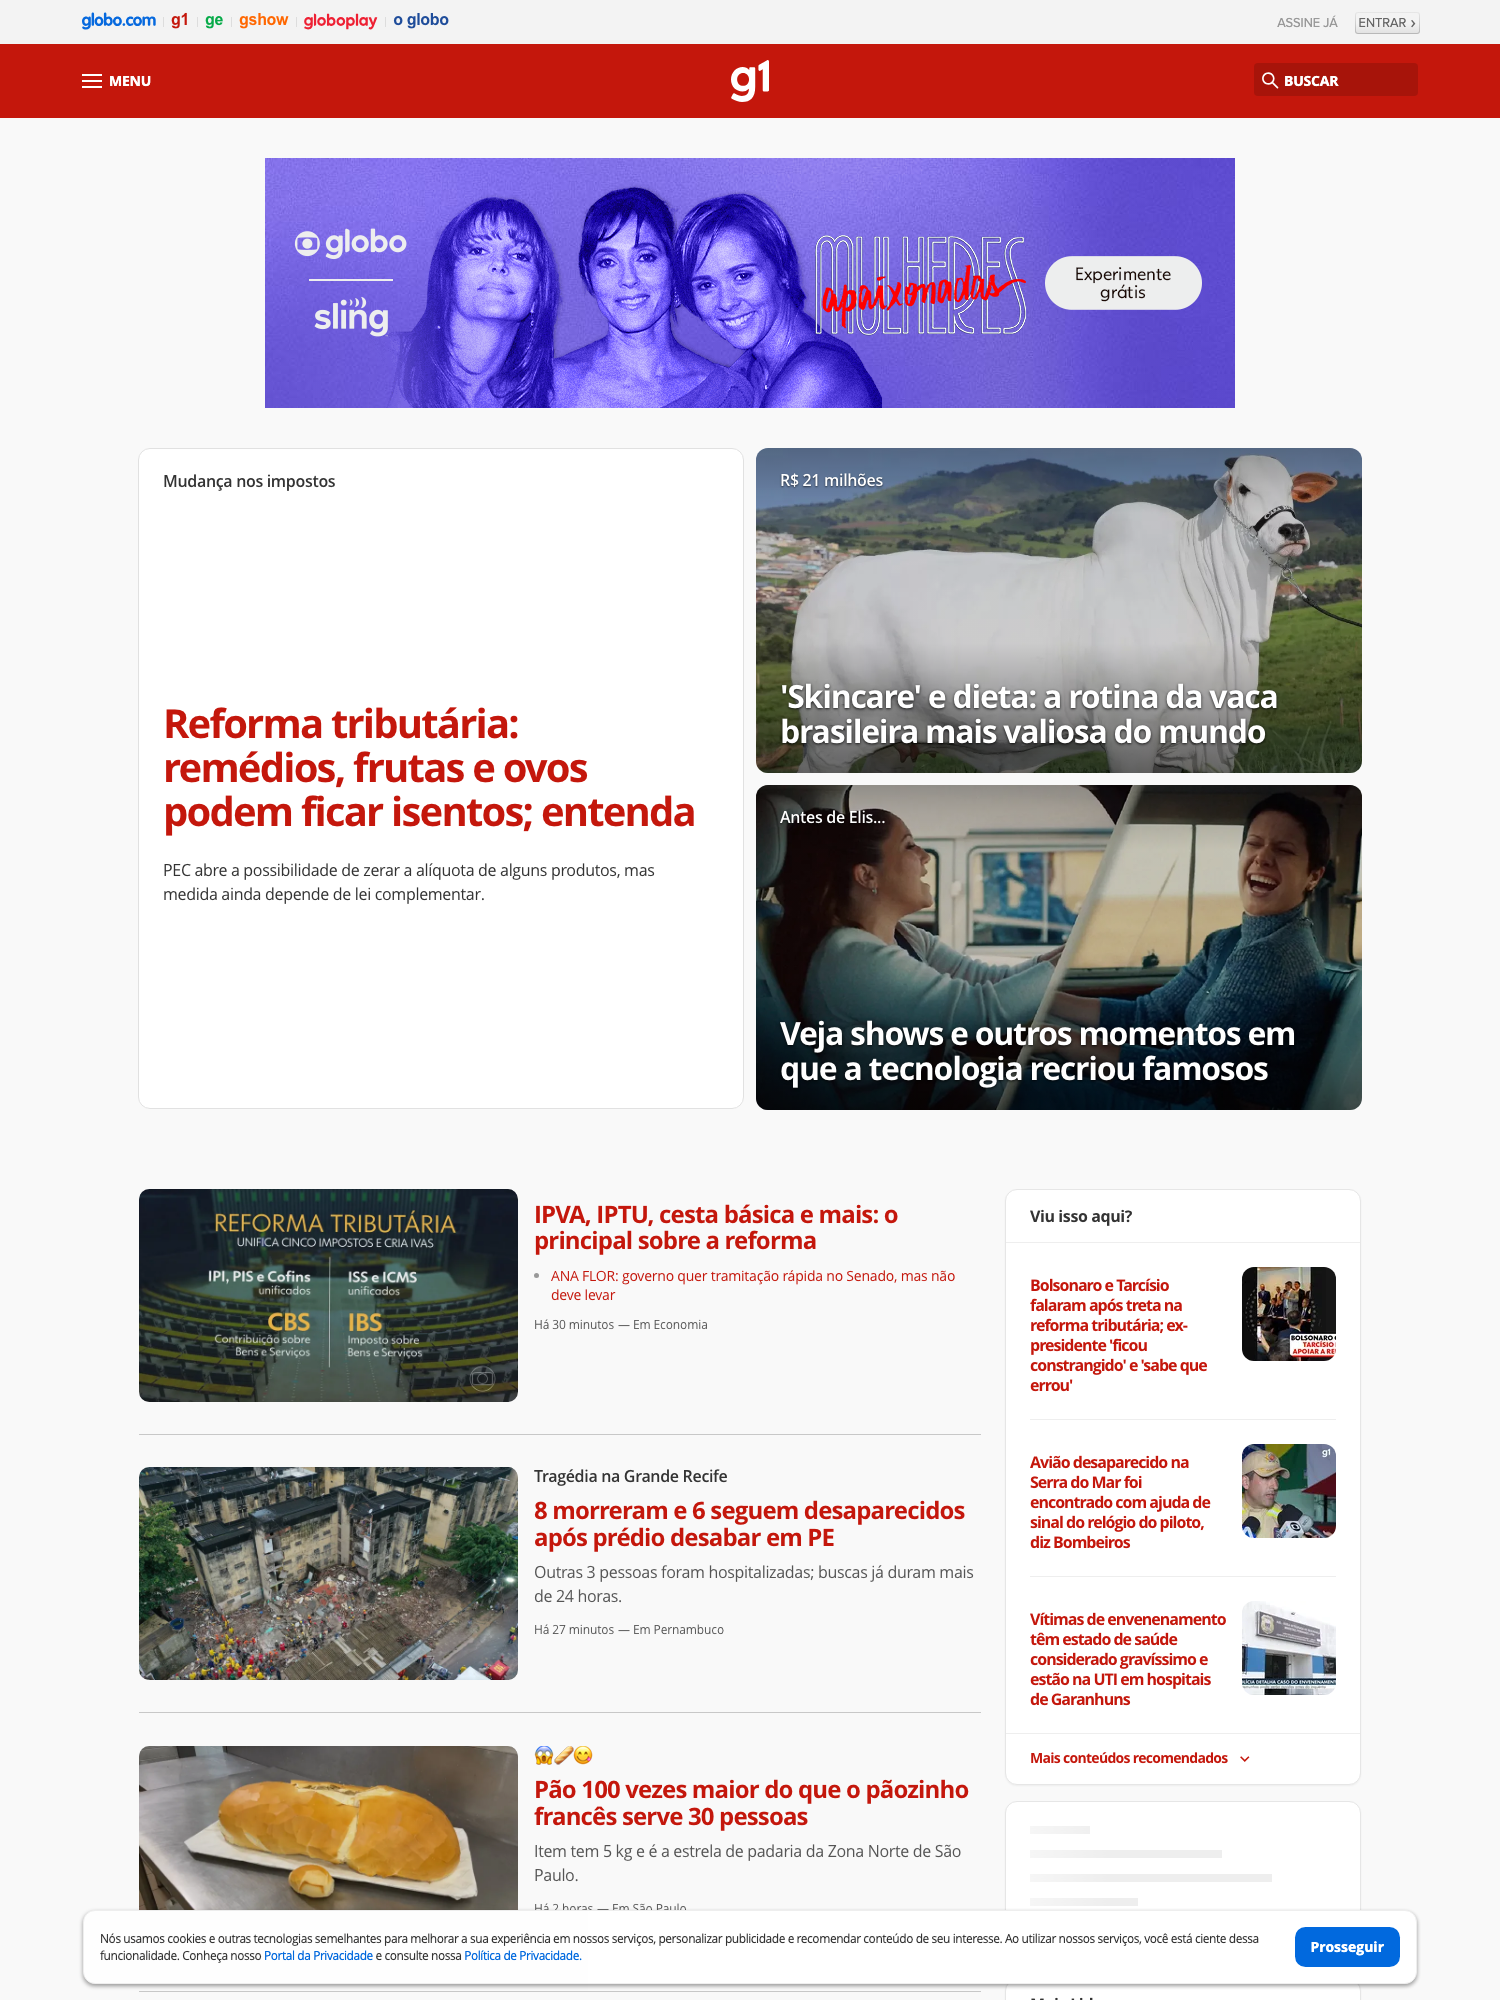 globo.com g1 ge gshow globoplay o globo
ASSINE JÁ ENTRAR ›
MENU
g1
BUSCAR
globo
sling
MULHERES
apaixonadas
Experimente
grátis
Mudança nos impostos
Reforma tributária:
remédios, frutas e ovos
podem ficar isentos; entenda
PEC abre a possibilidade de zerar a alíquota de alguns produtos, mas
medida ainda depende de lei complementar.
R$ 21 milhões
'Skincare' e dieta: a rotina da vaca
brasileira mais valiosa do mundo
Antes de Elis...
Veja shows e outros momentos em
que a tecnologia recriou famosos
REFORMA TRIBUTÁRIA
UNIFICA CINCO IMPOSTOS E CRIA IVAS
IPI, PIS e Cofins
unificados
CBS
Contribuição sobre
Bens e Serviços
ISS e ICMS
unificados
IBS
Imposto sobre
Bens e Serviços
IPVA, IPTU, cesta básica e mais: o
principal sobre a reforma
ANA FLOR: governo quer tramitação rápida no Senado, mas não
deve levar
Há 30 minutos — Em Economia
Tragédia na Grande Recife
8 morreram e 6 seguem desaparecidos
após prédio desabar em PE
Outras 3 pessoas foram hospitalizadas; buscas já duram mais
de 24 horas.
Há 27 minutos — Em Pernambuco
😱🥖😋
Pão 100 vezes maior do que o pãozinho
francês serve 30 pessoas
Item tem 5 kg e é a estrela de padaria da Zona Norte de São
Paulo.
Há 2 horas — Em São Paulo
Viu isso aqui?
Bolsonaro e Tarcísio
falaram após treta na
reforma tributária; ex-
presidente 'ficou
constrangido' e 'sabe que
errou'
BOLSONARO
TARCÍSIO
APOIAR A RE
Avião desaparecido na
Serra do Mar foi
encontrado com ajuda de
sinal do relógio do piloto,
diz Bombeiros
g1
Vítimas de envenenamento
têm estado de saúde
considerado gravíssimo e
estão na UTI em hospitais
de Garanhuns
Mais conteúdos recomendados
Nós usamos cookies e outras tecnologias semelhantes para melhorar a sua experiência em nossos serviços, personalizar publicidade e recomendar conteúdo de seu interesse. Ao utilizar nossos serviços, você está ciente dessa
funcionalidade. Conheça nosso Portal da Privacidade e consulte nossa Política de Privacidade.
Prosseguir